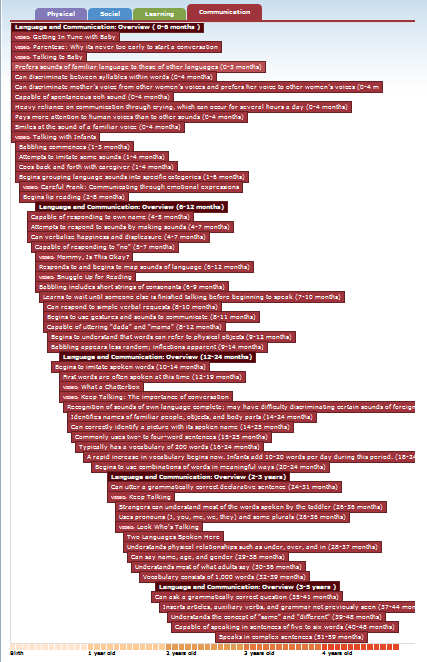 Physical
Social
Learning
Communication
Language and Communication: Overview ( 0-6 months )
VIDEO: Getting In Tune with Baby
VIDEO: Parentese: Why its never too early to start a conversation
VIDEO: Talking to Baby
Prefers sounds of familiar language to those of other languages (0-3 months)
Can discriminate between syllables within words (0-4 months)
Can discriminate mother's voice from other women's voices and prefers her voice to other women's voices (0-4 m
Capable of spontaneous ooh sound (0-4 months)
Heavy reliance on communication through crying, which can occur for several hours a day (0-4 months)
Pays more attention to human voices than to other sounds (0-4 months)
Smiles at the sound of a familiar voice (0-4 months)
VIDEO: Talking with Infants
Babbling commences (1-3 months)
Attempts to imitate some sounds (1-4 months)
Coos back and forth with caregiver (1-4 months)
Begins grouping language sounds into specific categories (1-6 months)
VIDEO: Careful Frank: Communicating through emotional expressions
Begins lip reading (2-8 months)
Language and Communication: Overview (6-12 months)
Capable of responding to own name (4-5 months)
Attempts to respond to sounds by making sounds (4-7 months)
Can verbalize happiness and displeasure (4-7 months)
Capable of responding to "no" (5-7 months)
VIDEO: Mommy, Is This Okay?
Responds to and begins to map sounds of language (6-12 months)
VIDEO: Snuggle Up for Reading
Babbling includes short strings of consonants (6-9 months)
Learns to wait until someone else is finished talking before beginning to speak (7-10 months)
Can respond to simple verbal requests (8-10 months)
Begins to use gestures and sounds to communicate (8-11 months)
Capable of uttering "dada" and "mama" (8-12 months)
Begins to understand that words can refer to physical objects (9-12 months)
Babbling appears less random; inflections apparent (9-14 months)
Language and Communication: Overview (12-24 months)
Begins to imitate spoken words (10-14 months)
First words are often spoken at this time (12-19 months)
VIDEO: What a Chatterbox
VIDEO: Keep Talking: The importance of conversation
Recognition of sounds of own language complete; may have difficulty discriminating certain sounds of foreign
Identifies names of familiar people, objects, and body parts (14-24 months)
Can correctly identify a picture with its spoken name (14-25 months)
Commonly uses two- to four-word sentences (15-25 months)
Typically has a vocabulary of 200 words (16-24 months)
A rapid increase in vocabulary begins now. Infants add 10-20 words per day during this period. (18-24
Begins to use combinations of words in meaningful ways (20-24 months)
Language and Communication: Overview (2-3 years )
Can utter a grammatically correct declarative sentence (24-31 months)
VIDEO: Keep Talking
Strangers can understand most of the words spoken by the toddler (26-36 months)
Uses pronouns (I, you, me, we, they) and some plurals (26-36 months)
VIDEO: Look Who's Talking
Two Languages Spoken Here
Understands physical relationships such as under, over, and in (28-37 months)
Can say name, age, and gender (29-38 months)
Understands most of what adults say (30-36 months)
Vocabulary consists of 1,000 words (32-39 months)
Language and Communication: Overview (3-5 years )
Can ask a grammatically correct question (35-41 months)
Inserts articles, auxiliary verbs, and grammar not previously seen (37-44 mon
Understands the concept of "same" and "different" (39-48 months)
Capable of speaking in sentences of five to six words (40-48 months)
Speaks in complex sentences (51-59 months)
Birth
1 year old
2 years old
3 years old
4 years old